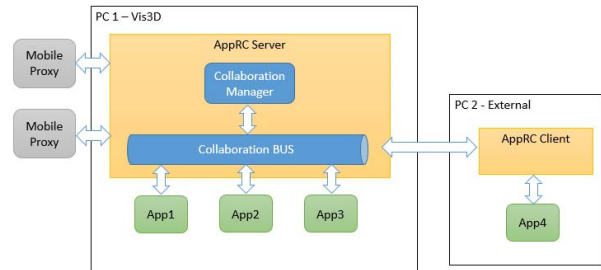 PC 1 – Vis3D
AppRC Server
Mobile
Proxy
Collaboration
Manager
Mobile
Proxy
Collaboration BUS
App1
App2
App3
PC 2 - External
AppRC Client
App4